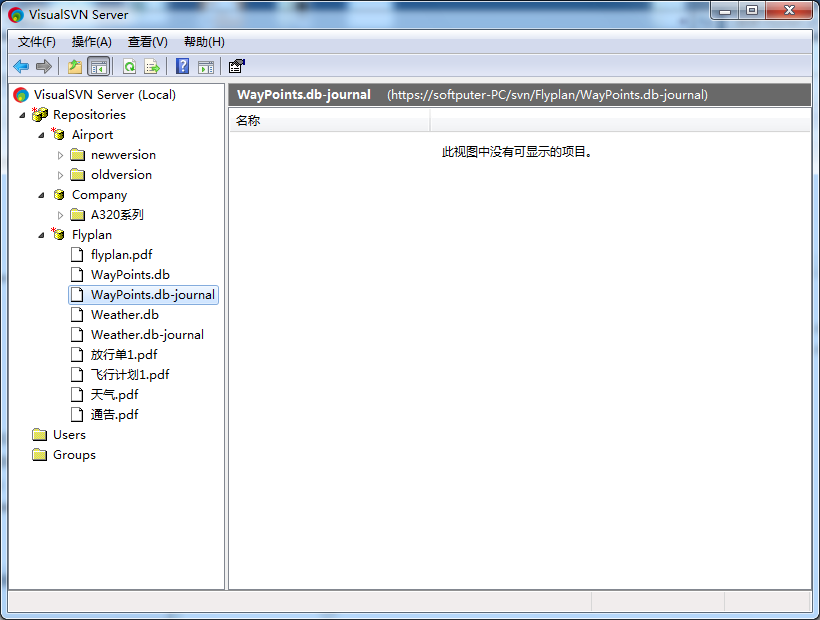 VisualSVN Server
文件(F) 操作(A) 查看(V) 帮助(H)
VisualSVN Server (Local)
Repositories
Airport
newversion
oldversion
Company
A320系列
Flyplan
flyplan.pdf
WayPoints.db
WayPoints.db-journal
Weather.db
Weather.db-journal
放行单1.pdf
飞行计划1.pdf
天气.pdf
通告.pdf
Users
Groups
WayPoints.db-journal (https://softputer-PC/svn/Flyplan/WayPoints.db-journal)
名称
此视图中没有可显示的项目。